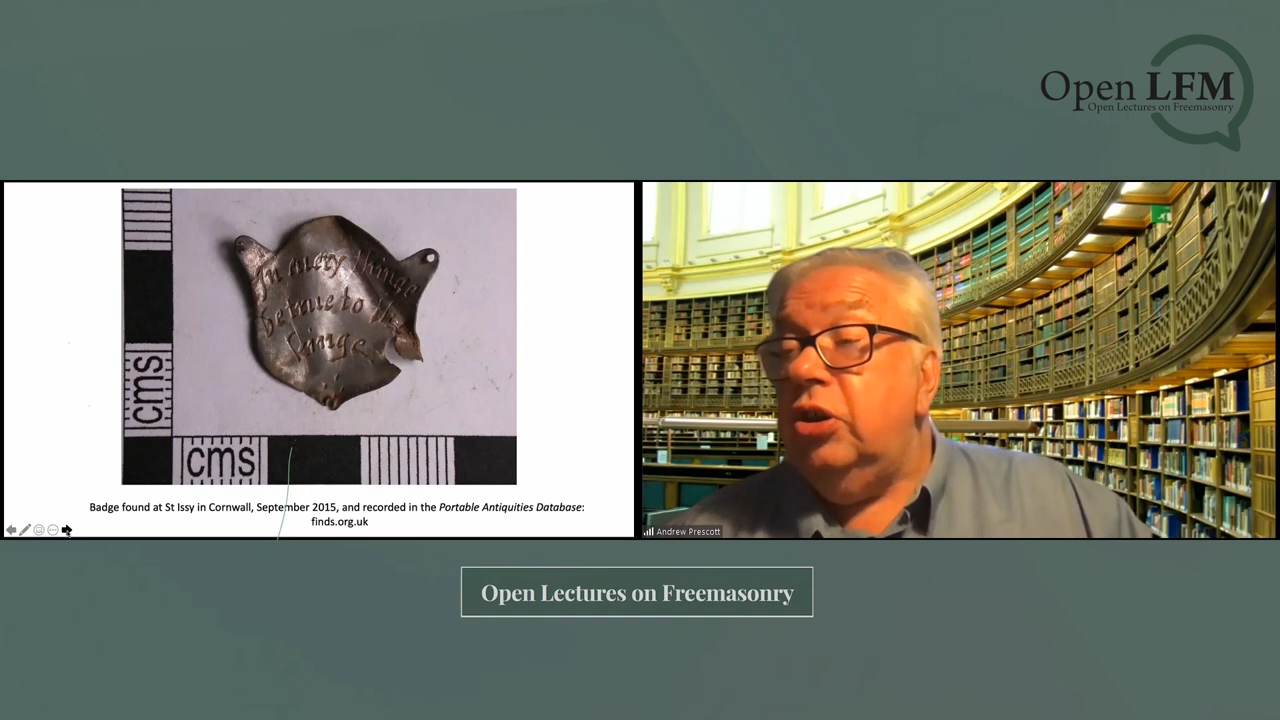 Open LFM
Open Lectures on Freemasonry
In every thinge
be true to
kinge
cms
cms
Badge found at St Issy in Cornwall, September 2015, and recorded in the Portable Antiquities Database:
finds.org.uk
Andrew Prescott
Open Lectures on Freemasonry